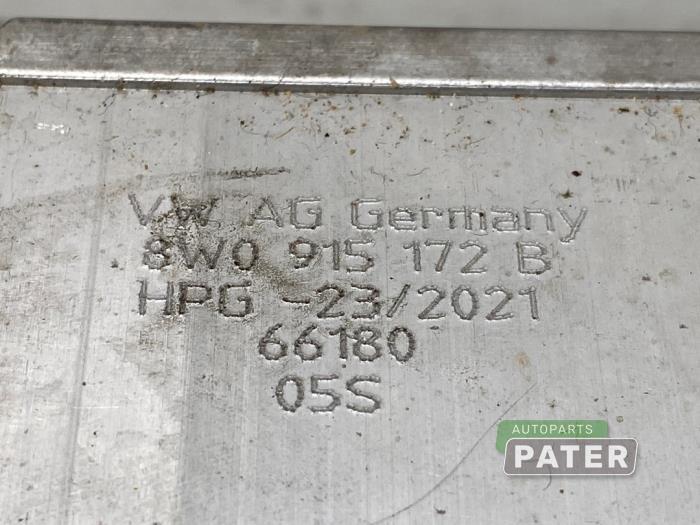 VW AG Germany
8W0 915 172 B
HPG -23/2021
66180
05S
AUTOPARTS
PATER